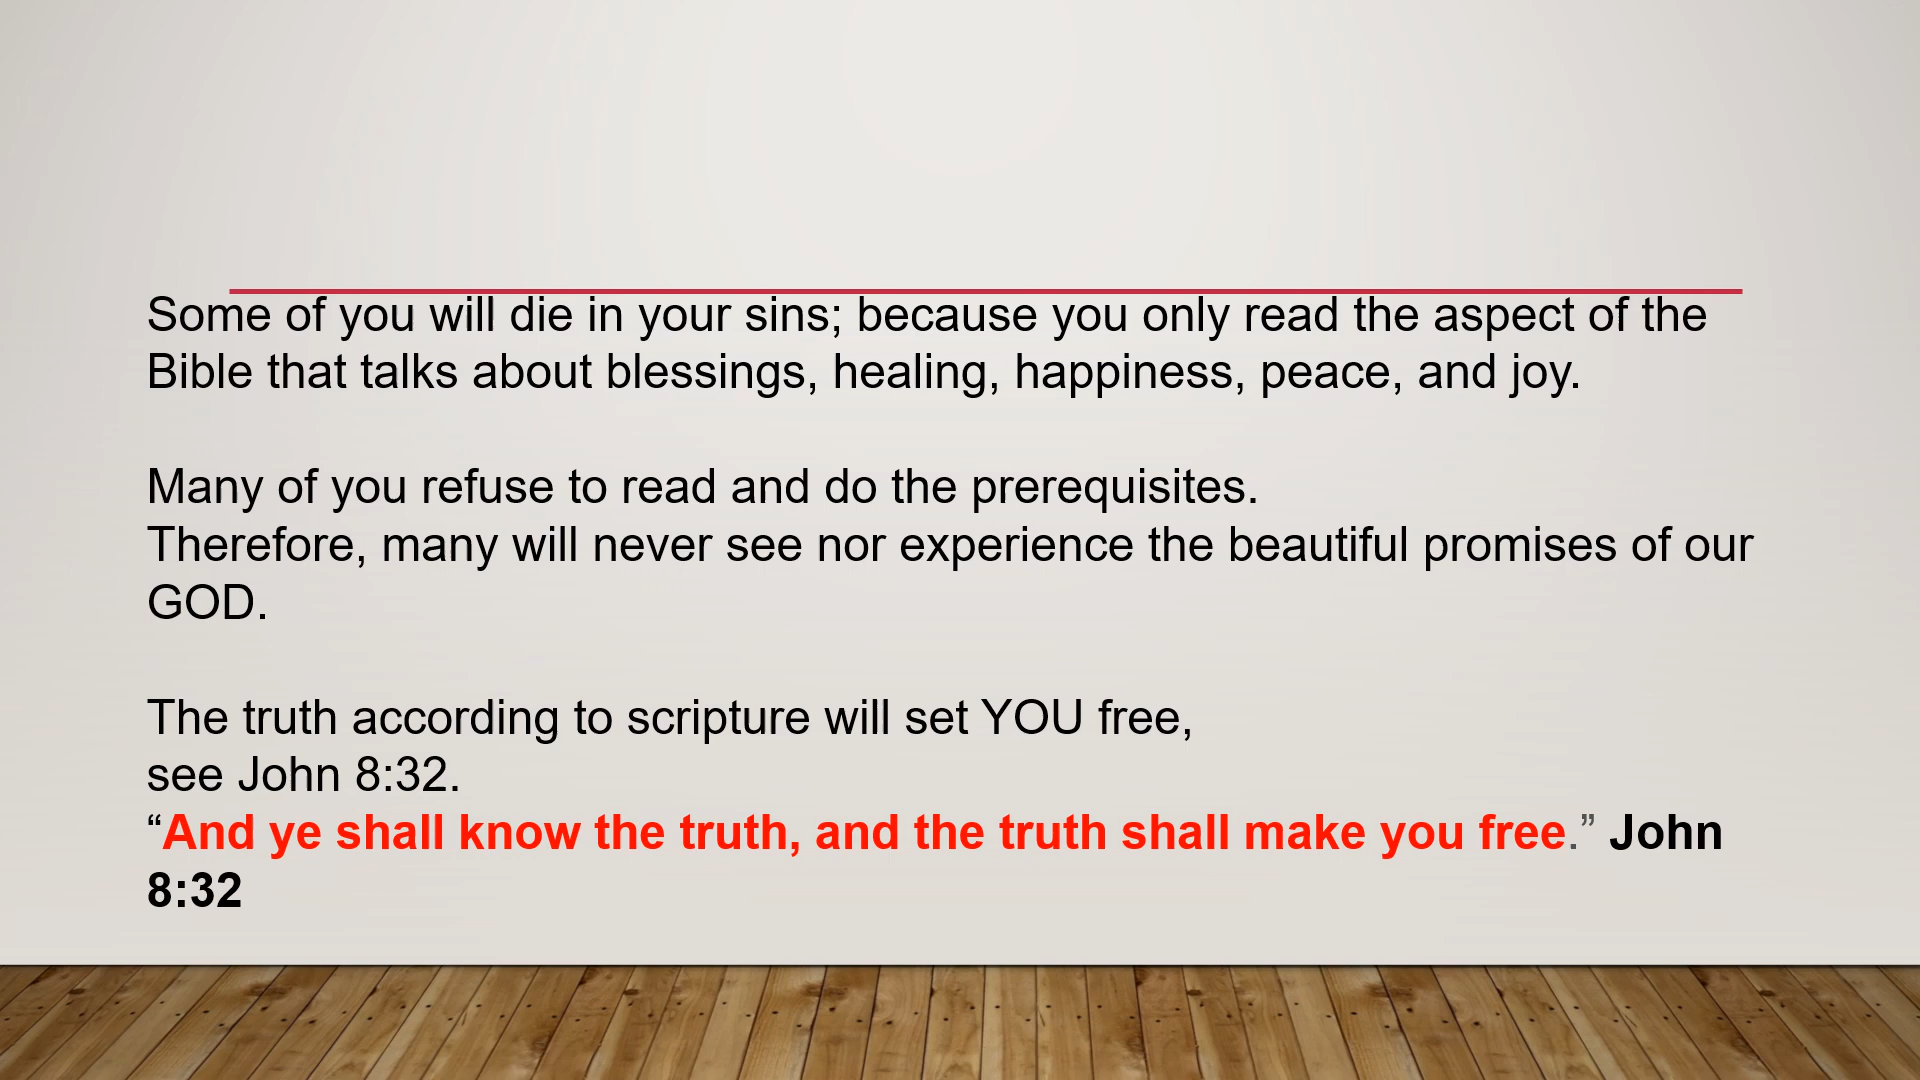 Some of you will die in your sins; because you only read the aspect of the
Bible that talks about blessings, healing, happiness, peace, and joy.
Many of you refuse to read and do the prerequisites.
Therefore, many will never see nor experience the beautiful promises of our
GOD.
The truth according to scripture will set YOU free,
see John 8:32.
“And ye shall know the truth, and the truth shall make you free.” John
8:32